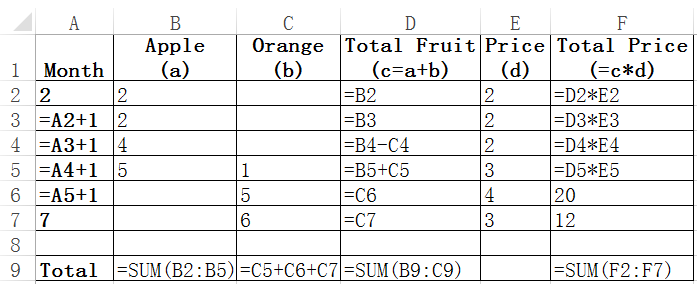 A B C D E F
Apple Orange Total Fruit Price Total Price
1 Month (a) (b) (c=a+b) (d) (=c*d)
2 2 2 =B2 2 =D2*E2
3 =A2+1 2 =B3 2 =D3*E3
4 =A3+1 4 =B4-C4 2 =D4*E4
5 =A4+1 5 1 =B5+C5 3 =D5*E5
6 =A5+1 5 =C6 4 20
7 7 6 =C7 3 12
8
9 Total =SUM(B2:B5) =C5+C6+C7 =SUM(B9:C9) =SUM(F2:F7)